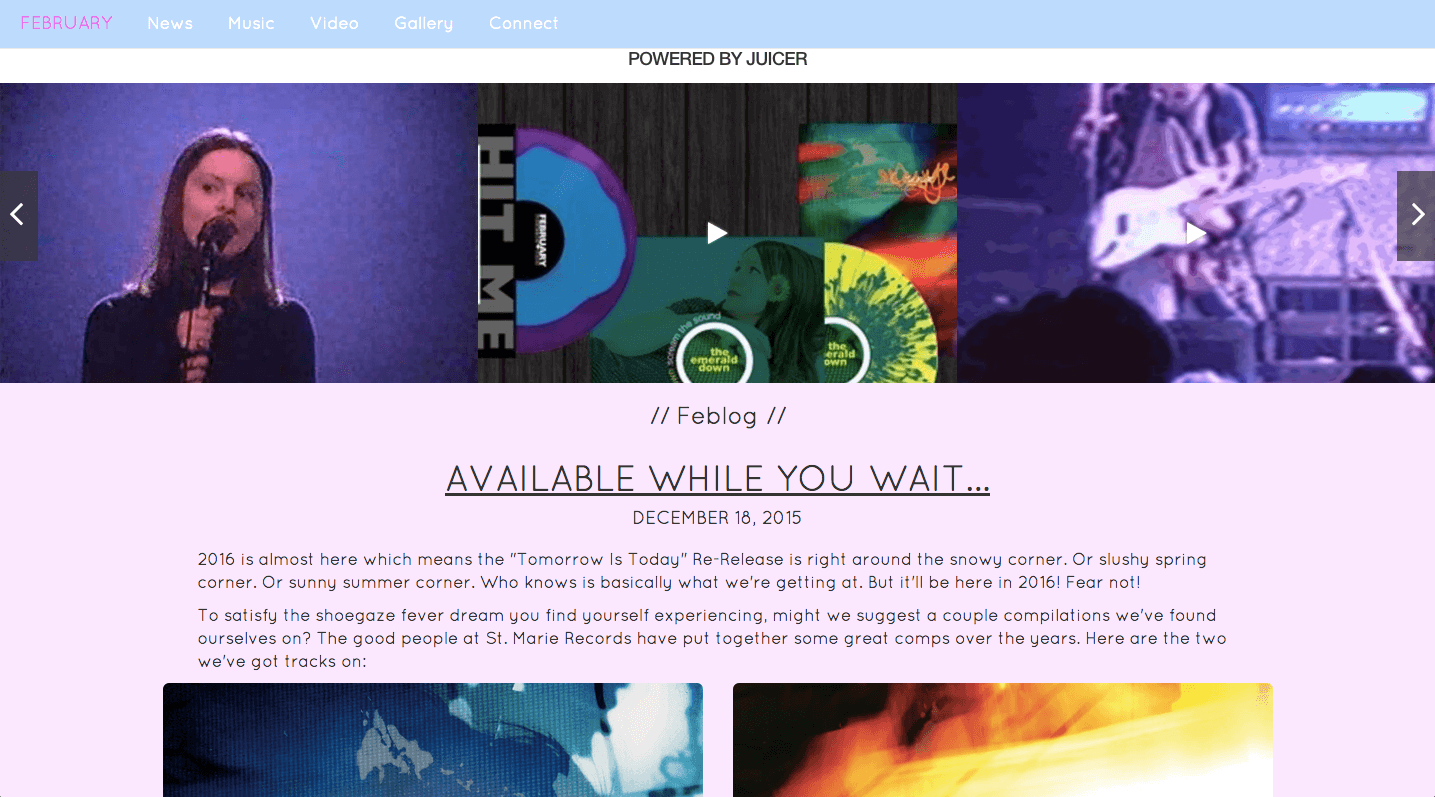 FEBRUARY News Music Video Gallery Connect
POWERED BY JUICER
HIT ME
FEBRUARY
the
emerald
down
// Feblog //
AVAILABLE WHILE YOU WAIT...
DECEMBER 18, 2015
2016 is almost here which means the "Tomorrow Is Today" Re-Release is right around the snowy corner. Or slushy spring
corner. Or sunny summer corner. Who knows is basically what we're getting at. But it'll be here in 2016! Fear not!
To satisfy the shoegaze fever dream you find yourself experiencing, might we suggest a couple compilations we've found
ourselves on? The good people at St. Marie Records have put together some great comps over the years. Here are the two
we've got tracks on: